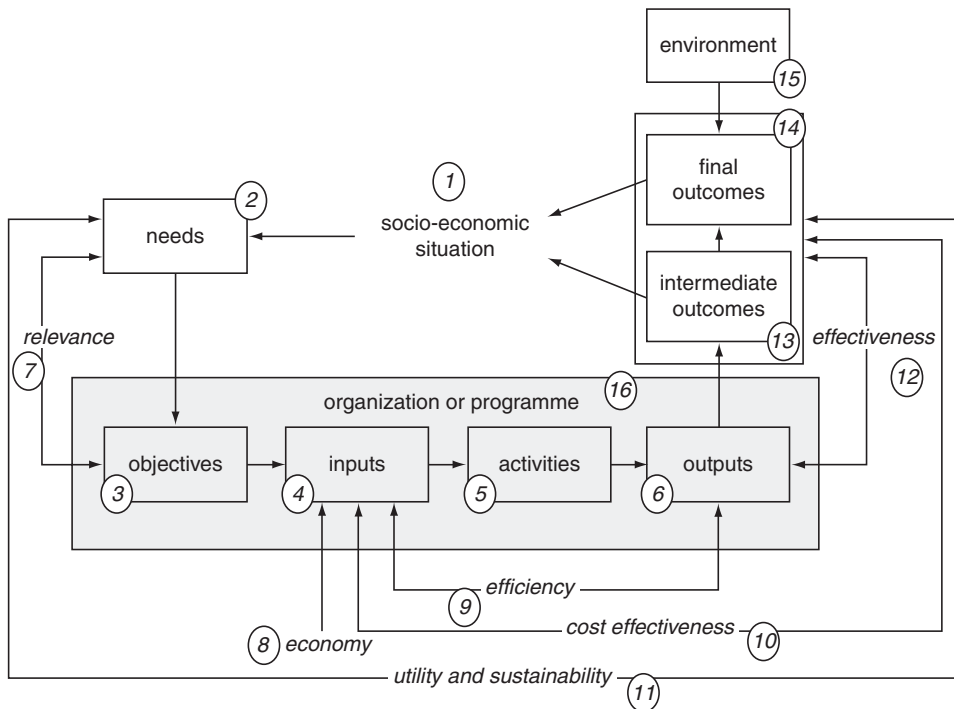 environment
15
14
final
outcomes
1
socio-economic
situation
2
needs
intermediate
outcomes
13
relevance
7
effectiveness
12
16
organization or programme
objectives
3
inputs
4
activities
5
outputs
6
efficiency
9
8 economy
cost effectiveness
10
utility and sustainability
11